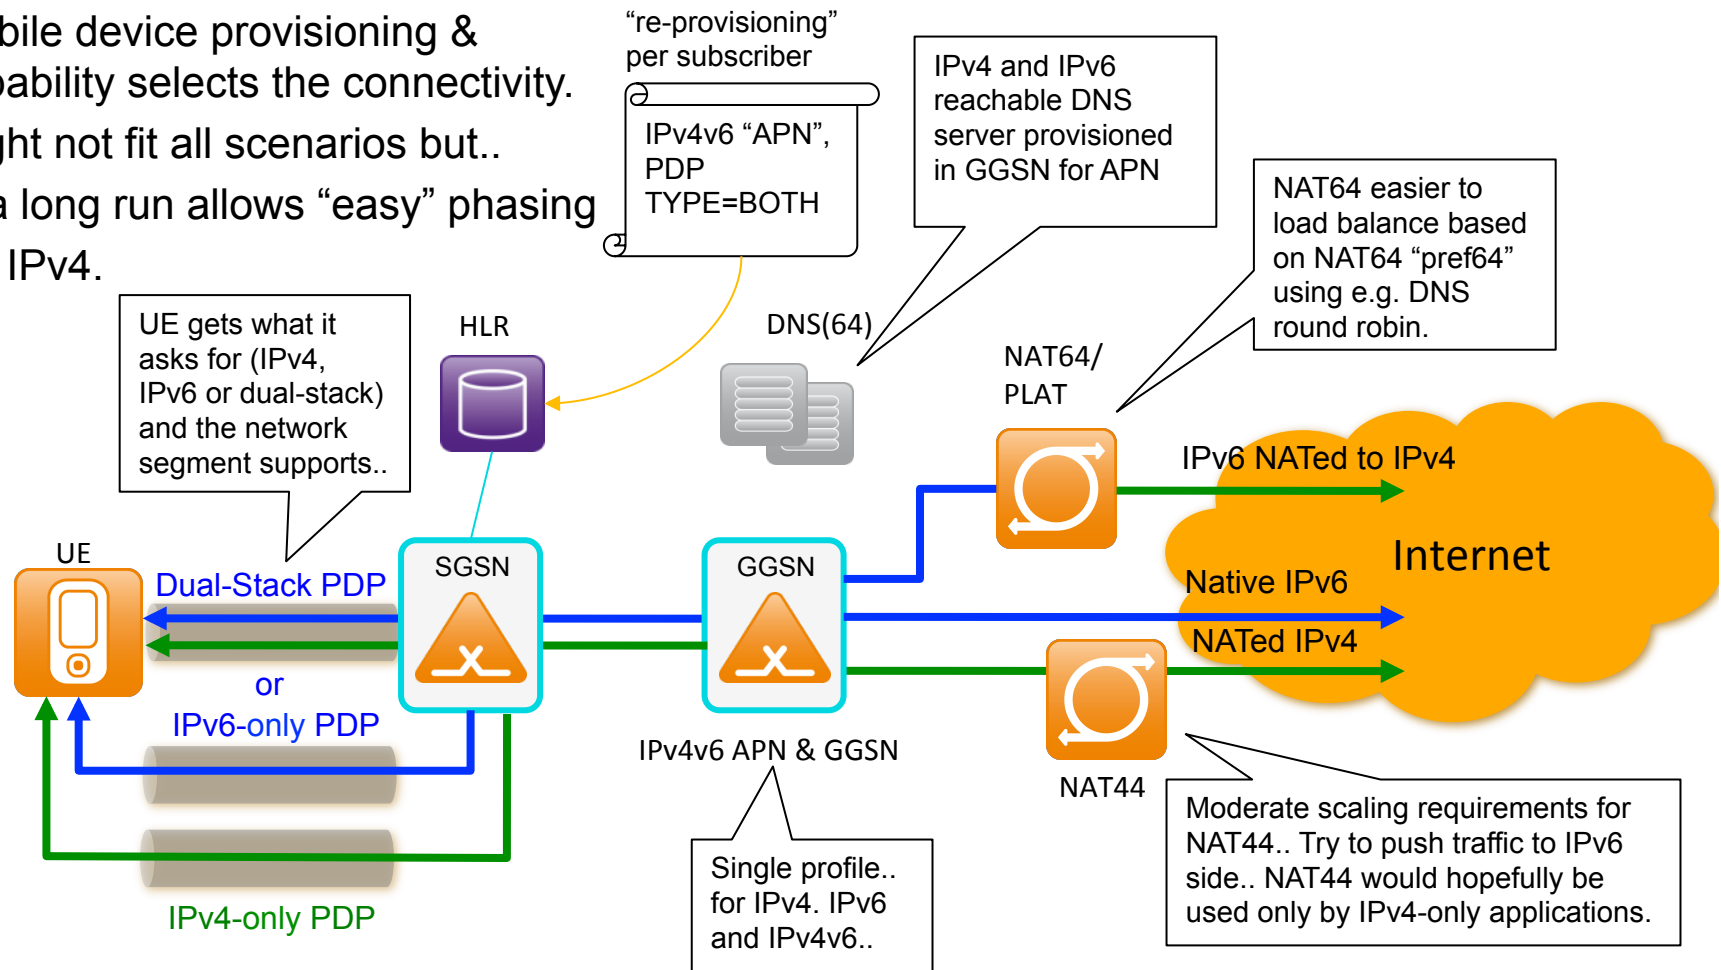 bile device provisioning &
pability selects the connectivity.
ght not fit all scenarios but..
a long run allows “easy” phasing
IPv4.
“re-provisioning”
per subscriber
IPv4v6 “APN”,
PDP
TYPE=BOTH
IPv4 and IPv6
reachable DNS
server provisioned
in GGSN for APN
NAT64 easier to
load balance based
on NAT64 “pref64”
using e.g. DNS
round robin.
UE gets what it
asks for (IPv4,
IPv6 or dual-stack)
and the network
segment supports..
HLR
DNS(64)
NAT64/
PLAT
IPv6 NATed to IPv4
Internet
UE
Dual-Stack PDP
SGSN
GGSN
Native IPv6
NATed IPv4
or
IPv6-only PDP
IPv4v6 APN & GGSN
NAT44
IPv4-only PDP
Single profile..
for IPv4. IPv6
and IPv4v6..
Moderate scaling requirements for
NAT44.. Try to push traffic to IPv6
side.. NAT44 would hopefully be
used only by IPv4-only applications.